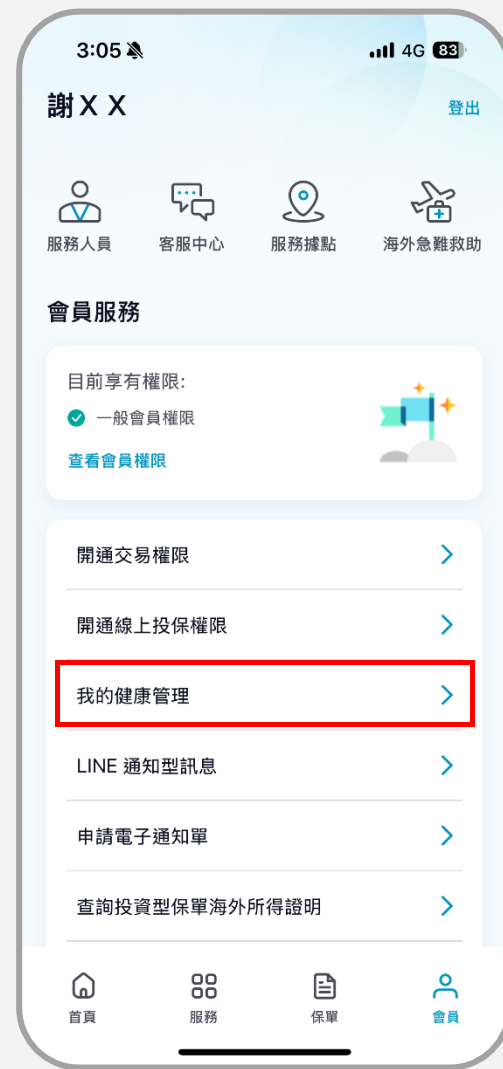 3:05 4G 83
謝ＸＸ 登出
服務人員 客服中心 服務據點 海外急難救助
會員服務
目前享有權限:
一般會員權限
查看會員權限
開通交易權限
開通線上投保權限
我的健康管理
LINE 通知型訊息
申請電子通知單
查詢投資型保單海外所得證明
首頁 服務 保單 會員